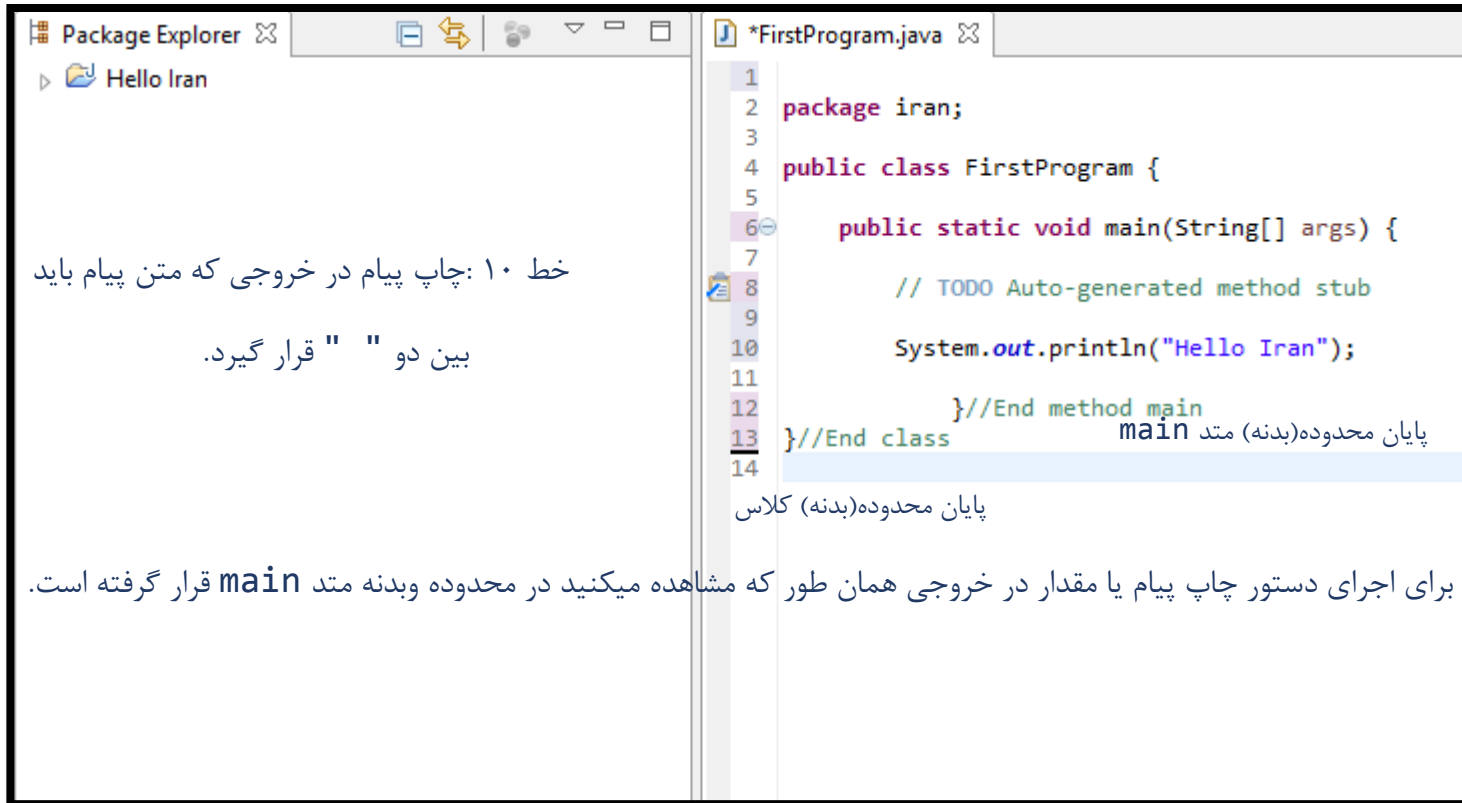 Package Explorer
Hello Iran
خط ۱۰ :چاپ پیام در خروجی که متن پیام باید
بین دو " " قرار گیرد.
*FirstProgram.java
1
2 package iran;
3
4 public class FirstProgram {
5
6 public static void main(String[] args) {
7
8 // TODO Auto-generated method stub
9
10 System.out.println("Hello Iran");
11
12 }//End method main
پایان محدوده(بدنه) متد main
13 }//End class
14
پایان محدوده(بدنه) کلاس
برای اجرای دستور چاپ پیام یا مقدار در خروجی همان طور که مشاهده میکنید در محدوده وبدنه متد main قرار گرفته است.